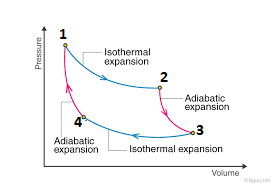 1
Isothermal
expansion
Pressure
2
Adiabatic
expansion
4
3
Adiabatic
expansion
Isothermal expansion
Volume
© Byjus.com